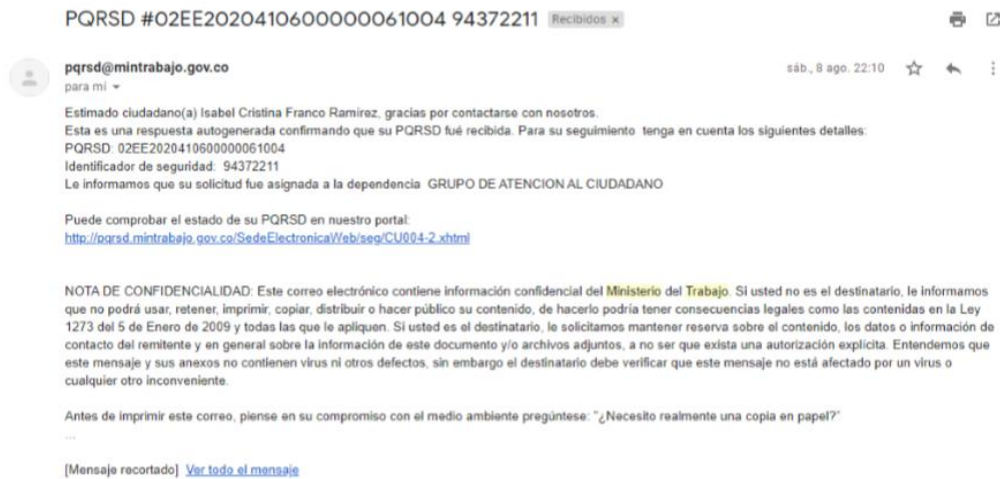 PQRSD #02EE2020410600000061004 94372211 Recibidos x
pqrsd@mintrabajo.gov.co
sáb., 8 ago. 22:10
para mí
Estimado ciudadano(a) Isabel Cristina Franco Ramirez, gracias por contactarse con nosotros.
Esta es una respuesta autogenerada confirmando que su PQRSD fué recibida. Para su seguimiento tenga en cuenta los siguientes detalles:
PQRSD: 02EE2020410600000061004
Identificador de seguridad: 94372211
Le informamos que su solicitud fue asignada a la dependencia GRUPO DE ATENCION AL CIUDADANO
Puede comprobar el estado de su PQRSD en nuestro portal:
http://pqrsd.mintrabajo.gov.co/SedeElectronicaWeb/seg/CU004-2.xhtml
NOTA DE CONFIDENCIALIDAD: Este correo electrónico contiene información confidencial del Ministerio del Trabajo. Si usted no es el destinatario, le informamos
que no podrá usar, retener, imprimir, copiar, distribuir o hacer público su contenido, de hacerlo podría tener consecuencias legales como las contenidas en la Ley
1273 del 5 de Enero de 2009 y todas las que le apliquen. Si usted es el destinatario, le solicitamos mantener reserva sobre el contenido, los datos o información de
contacto del remitente y en general sobre la información de este documento y/o archivos adjuntos, a no ser que exista una autorización explícita. Entendemos que
este mensaje y sus anexos no contienen virus ni otros defectos, sin embargo el destinatario debe verificar que este mensaje no está afectado por un virus o
cualquier otro inconveniente.
Antes de imprimir este correo, piense en su compromiso con el medio ambiente pregúntese: "¿Necesito realmente una copia en papel?"
...
[Mensaje recortado] Ver todo el mensaje